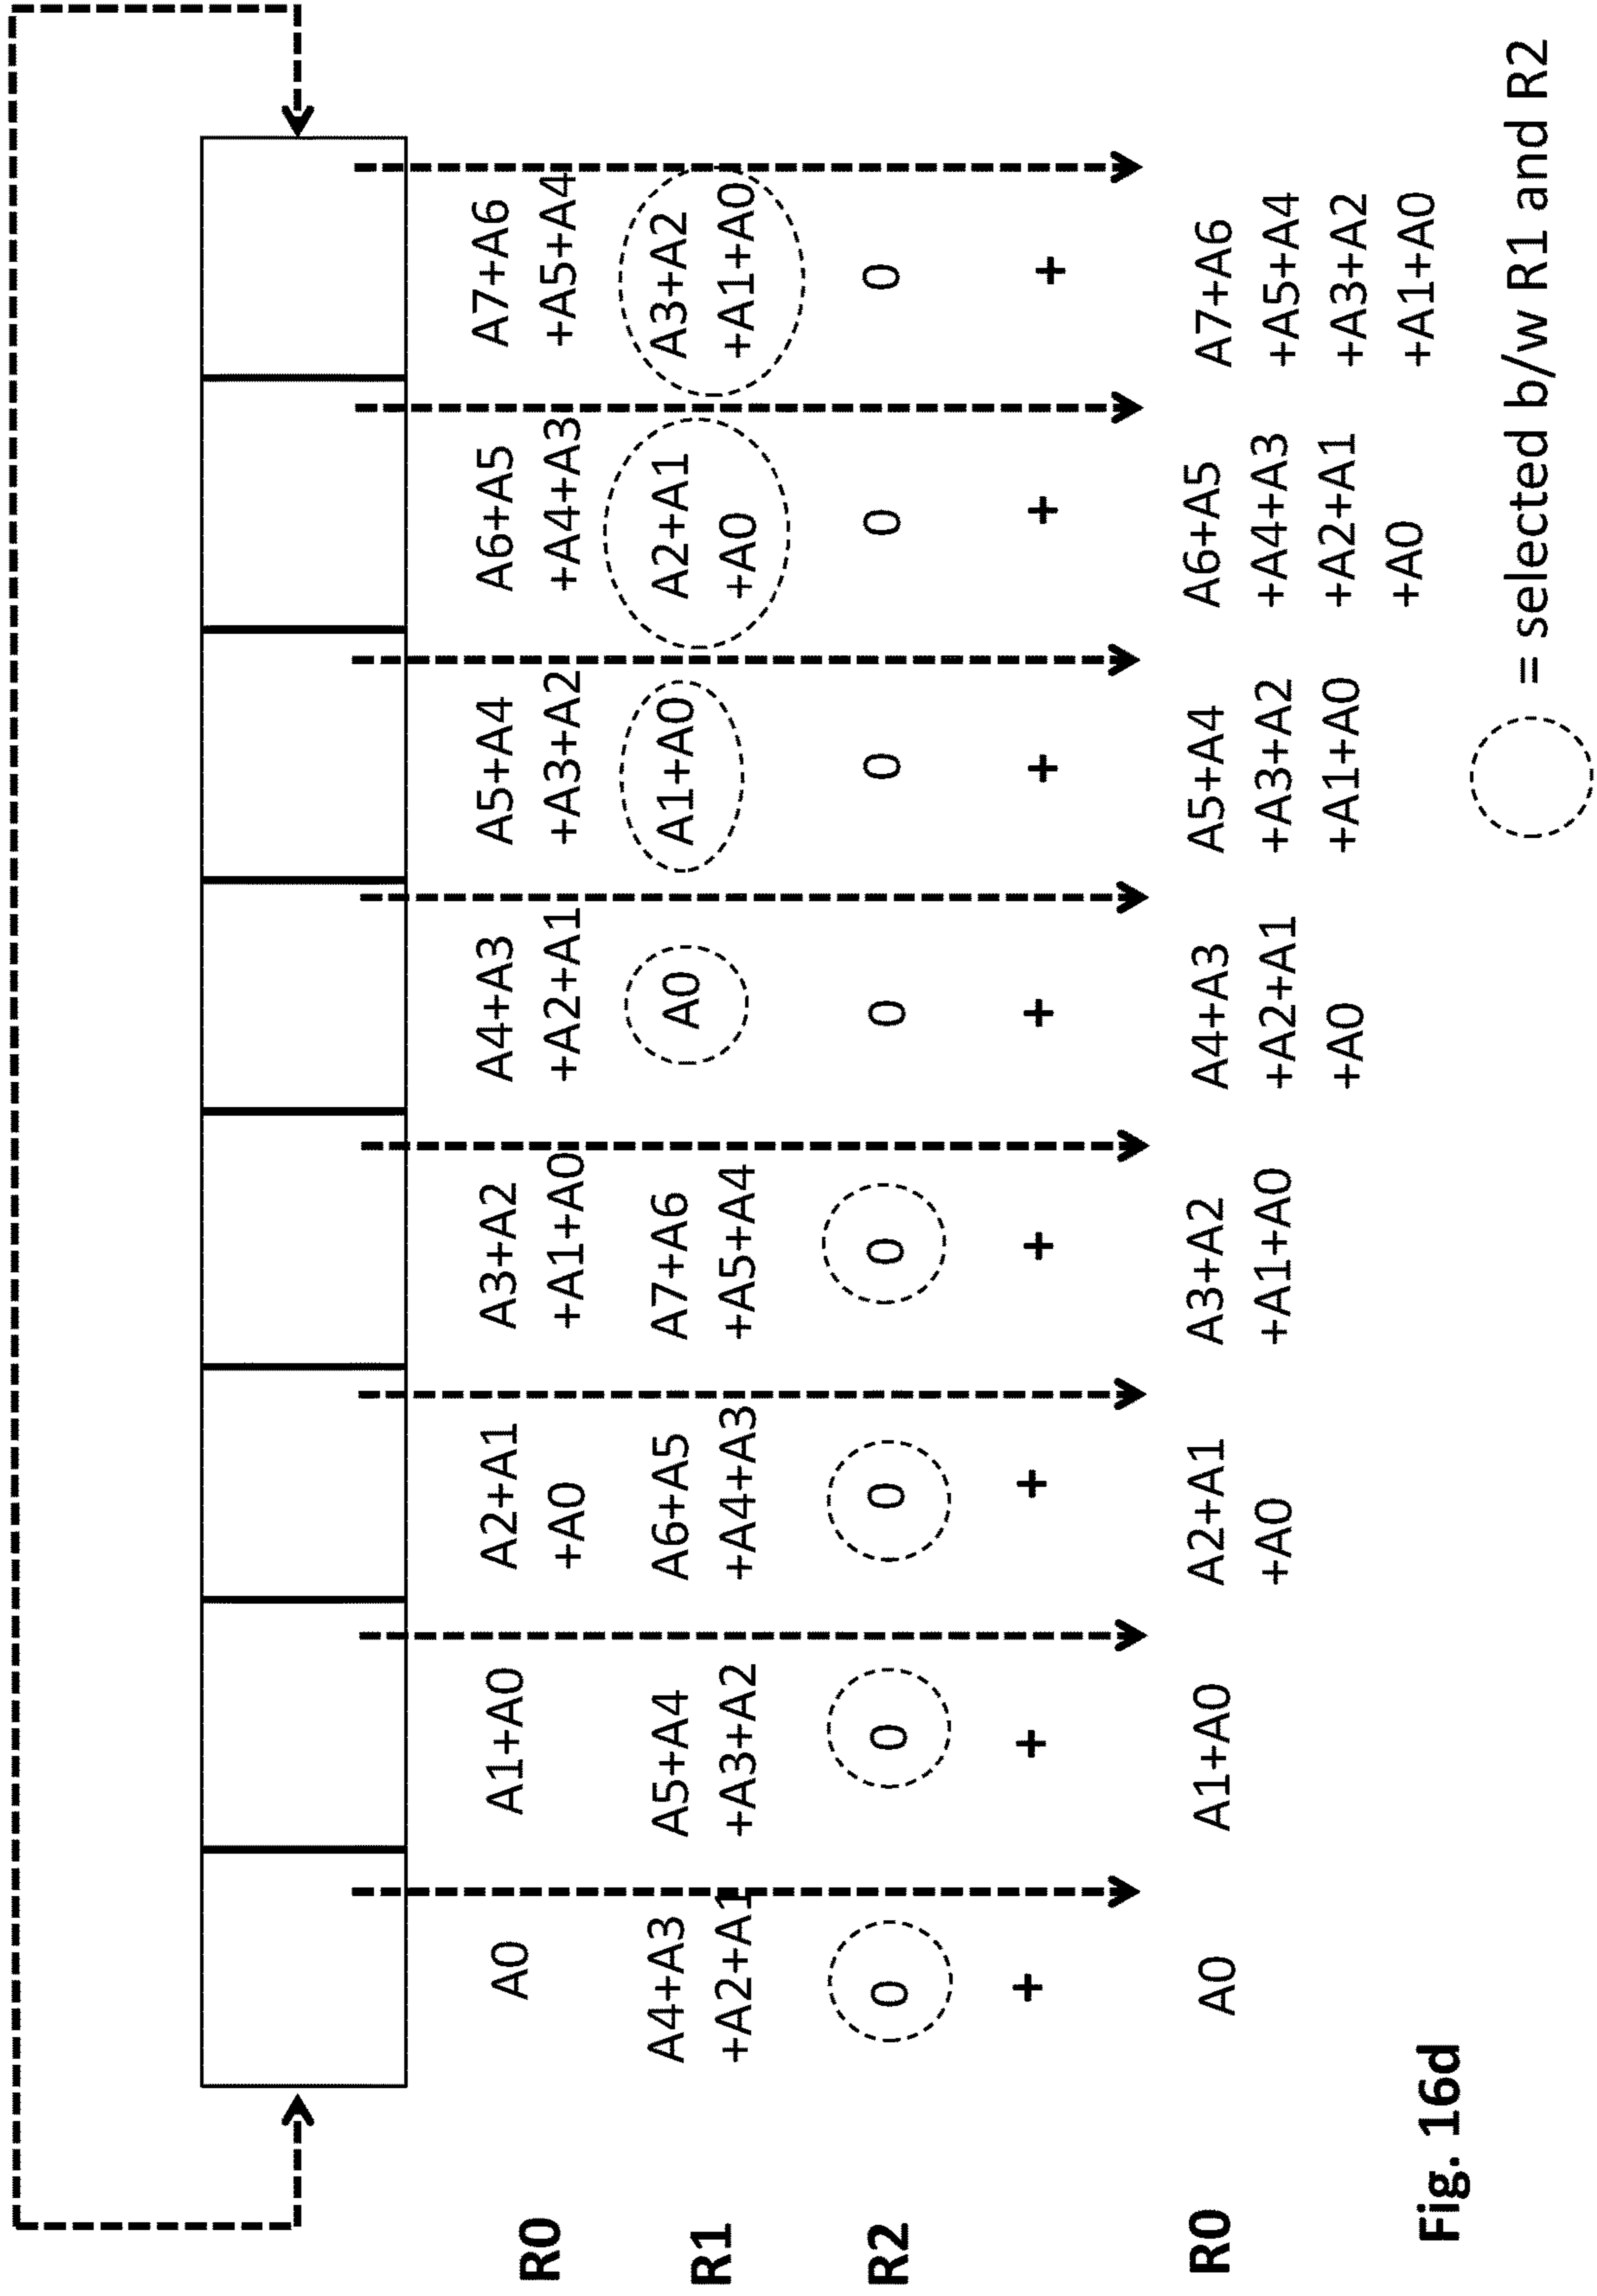 R0
A0
A1+A0
A2+A1
+A0
A3+A2
+A1+A0
A4+A3
+A2+A1
A5+A4
+A3+A2
A6+A5
+A4+A3
A7+A6
+A5+A4
R1
A4+A3
+A2+A1
A5+A4
+A3+A2
A6+A5
+A4+A3
A7+A6
+A5+A4
A0
A1+A0
A2+A1
+A0
A3+A2
+A1+A0
R2
0
0
0
0
0
0
0
0
+
+
+
+
+
+
+
+
R0
A0
A1+A0
A2+A1
+A0
A3+A2
+A1+A0
A4+A3
+A2+A1
+A0
A5+A4
+A3+A2
+A1+A0
A6+A5
+A4+A3
+A2+A1
+A0
A7+A6
+A5+A4
+A3+A2
+A1+A0
Fig. 16d
= selected b/w R1 and R2